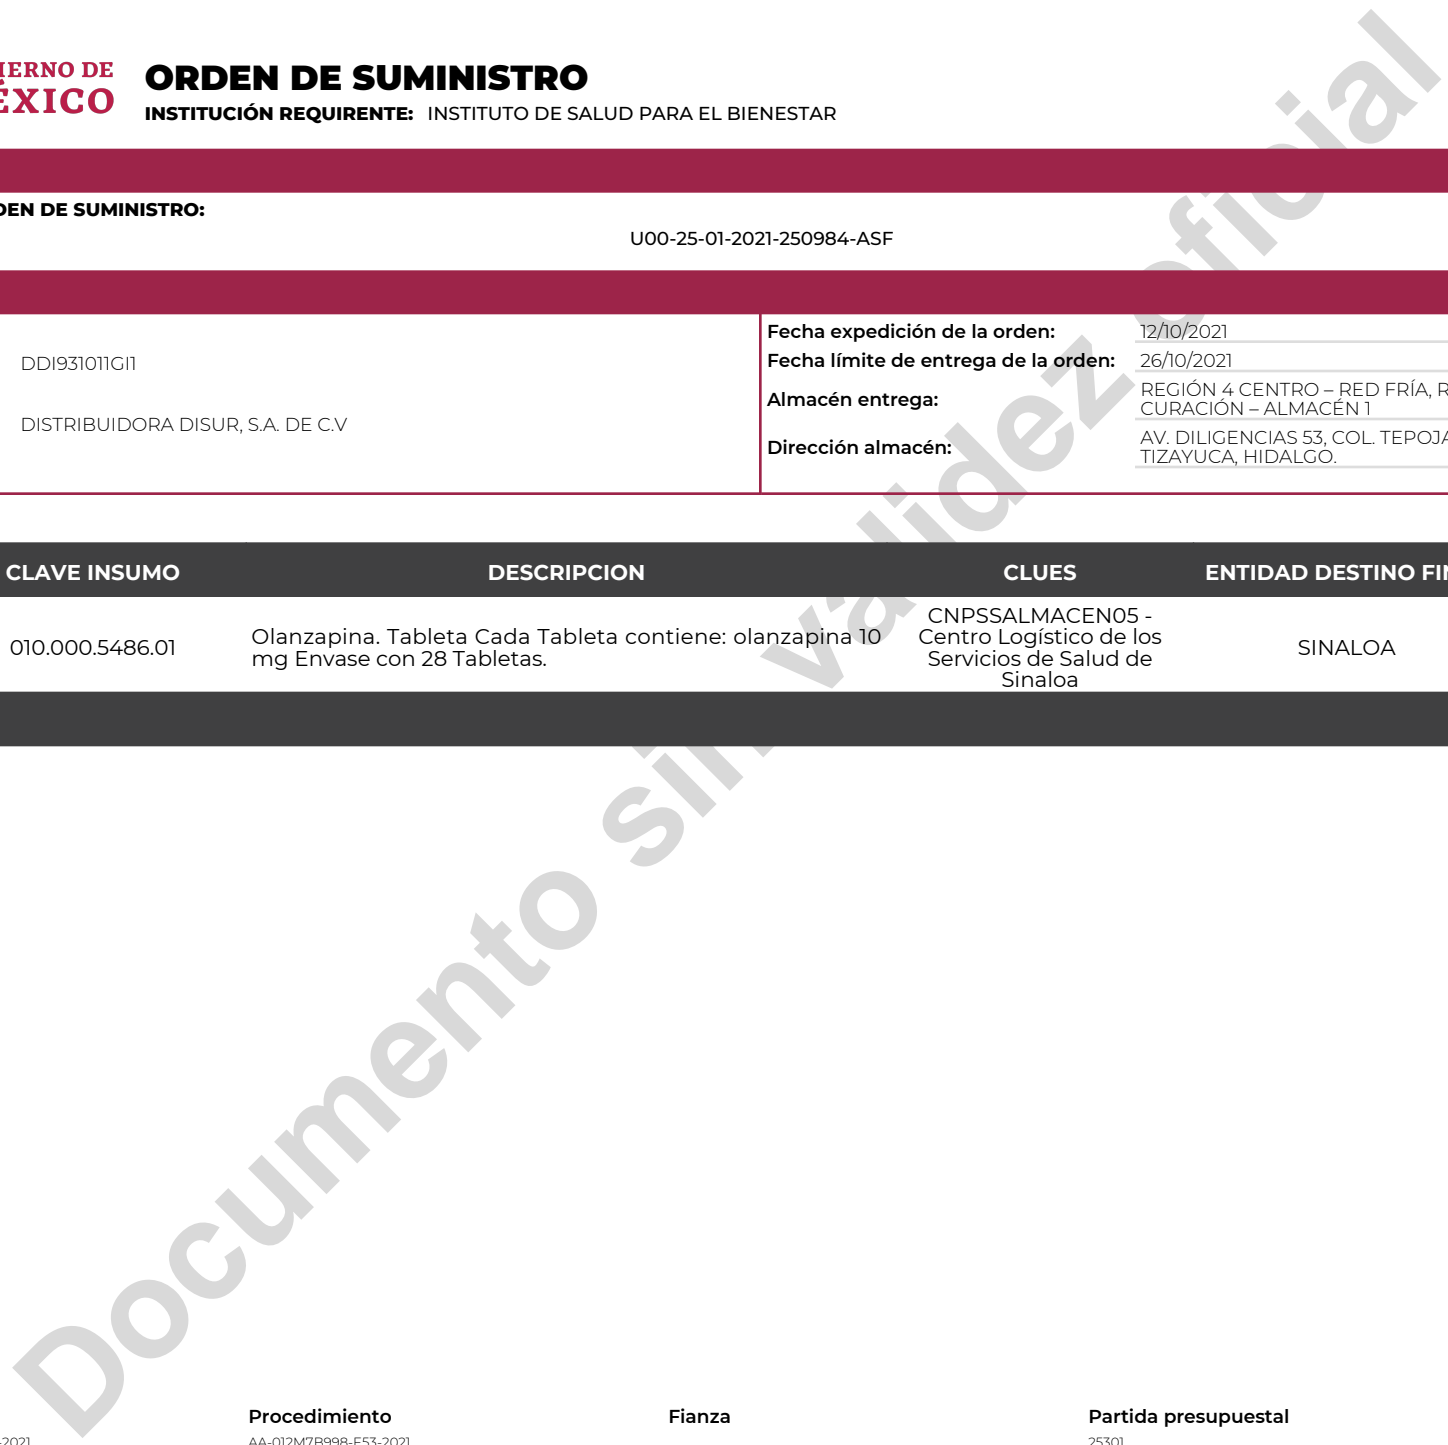 ORDEN DE SUMINISTRO
INSTITUCIÓN REQUIRENTE: INSTITUTO DE SALUD PARA EL BIENESTAR
DE
DE SUMINISTRO:
U00-25-01-2021-250984-ASF
DDI931011GI1
DISTRIBUIDORA DISUR, S.A. DE C.V
Fecha expedición de la orden: 12/10/2021
Fecha límite de entrega de la orden: 26/10/2021
Almacén entrega: REGIÓN 4 CENTRO – RED FRÍA,
CURACIÓN – ALMACÉN 1
Dirección almacén: AV. DILIGENCIAS 53, COL.
TIZAYUCA, HIDALGO.
CLAVE INSUMO DESCRIPCION CLUES ENTIDAD DESTINO
010.000.5486.01
Olanzapina. Tableta Cada Tableta contiene: olanzapina 10
mg Envase con 28 Tabletas.
CNPSSALMACEN05 -
Centro Logístico de los
Servicios de Salud de
Sinaloa
SINALOA
Documento sin validez oficial
Procedimiento Fianza Partida presupuestal
AA-012M7B998-E53-2021 25301